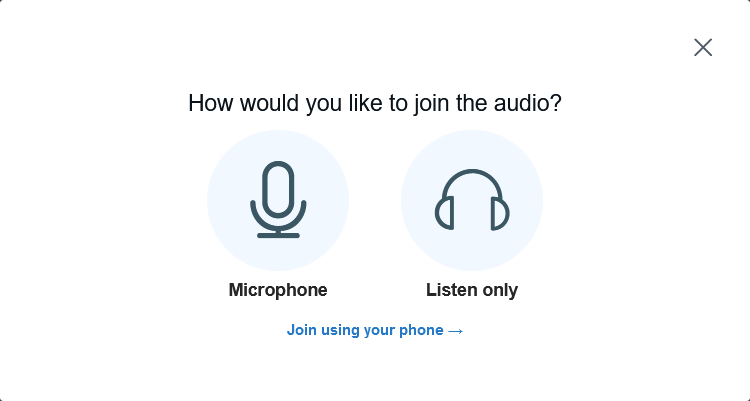 How would you like to join the audio?
Microphone
Listen only
Join using your phone →